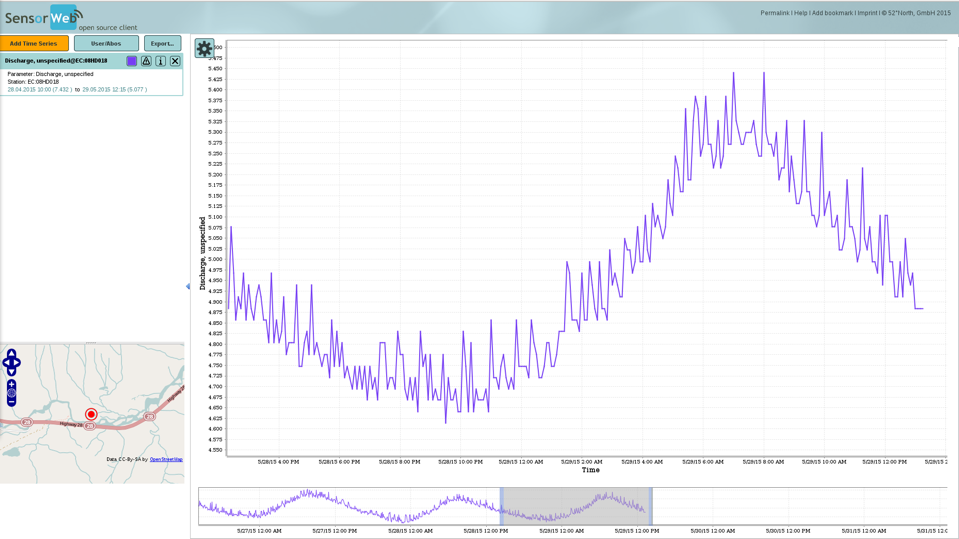 SensorWeb
open source client
Permalink | Help | Add bookmark | Imprint | © 52°North, GmbH 2015
Add Time Series
User/Abos
Export...
Discharge, unspecified@EC:08HD018
Parameter: Discharge, unspecified
Station: EC:08HD018
28.04.2015 10:00 (7.432 ) to 29.05.2015 12:15 (5.077 )
5.475
5.450
5.425
5.400
5.375
5.350
5.325
5.300
5.275
5.250
5.225
5.200
5.175
5.150
5.125
5.100
5.075
5.050
5.025
5.000
4.975
4.950
4.925
4.900
4.875
4.850
4.825
4.800
4.775
4.750
4.725
4.700
4.675
4.650
4.625
4.600
4.575
4.550
Discharge, unspecified
5/28/15 4:00 PM 5/28/15 6:00 PM 5/28/15 8:00 PM 5/28/15 10:00 PM 5/29/15 12:00 AM 5/29/15 2:00 AM 5/29/15 4:00 AM 5/29/15 6:00 AM 5/29/15 8:00 AM 5/29/15 10:00 AM 5/29/15 12:00 PM 5/29/15 2
Time
Highway 28
28
28
28
Data CC-By-SA by OpenStreetMap
5/27/15 12:00 AM 5/27/15 12:00 PM 5/28/15 12:00 AM 5/28/15 12:00 PM 5/29/15 12:00 AM 5/29/15 12:00 PM 5/30/15 12:00 AM 5/30/15 12:00 PM 5/31/15 12:00 AM 5/31/15 12:0